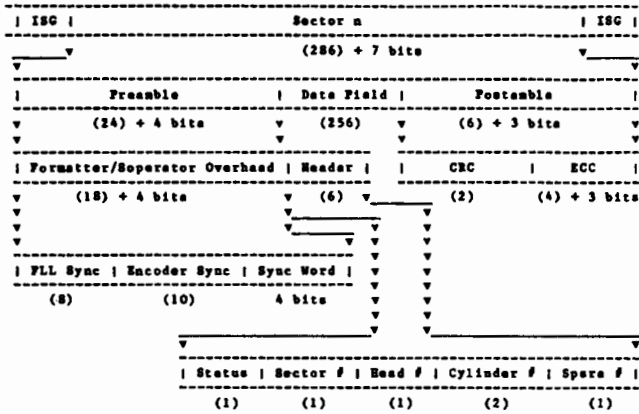 | ISG | Sector n | ISG |
(286) + 7 bits
| Preamble | Data Field | Postamble |
(24) + 4 bits (256) (6) + 3 bits
| Formatter/Soperator Overhead | Header | | CRC | ECC |
(18) + 4 bits (6) (2) (4) + 3 bits
| PLL Sync | Encoder Sync | Sync Word |
(8) (10) 4 bits
| Status | Sector # | Head # | Cylinder # | Spare # |
(1) (1) (1) (2) (1)